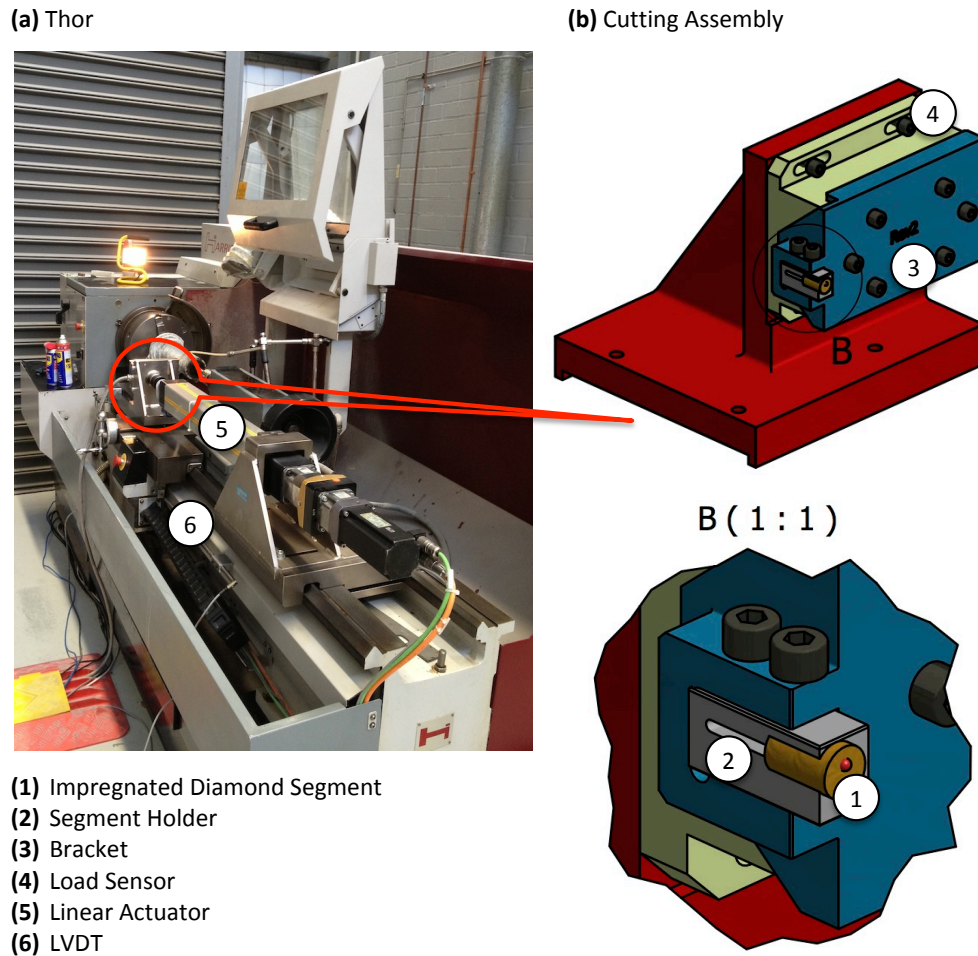 (a) Thor
(b) Cutting Assembly
4
3
B
5
6
B ( 1 : 1 )
2
1
H
(1) Impregnated Diamond Segment
(2) Segment Holder
(3) Bracket
(4) Load Sensor
(5) Linear Actuator
(6) LVDT